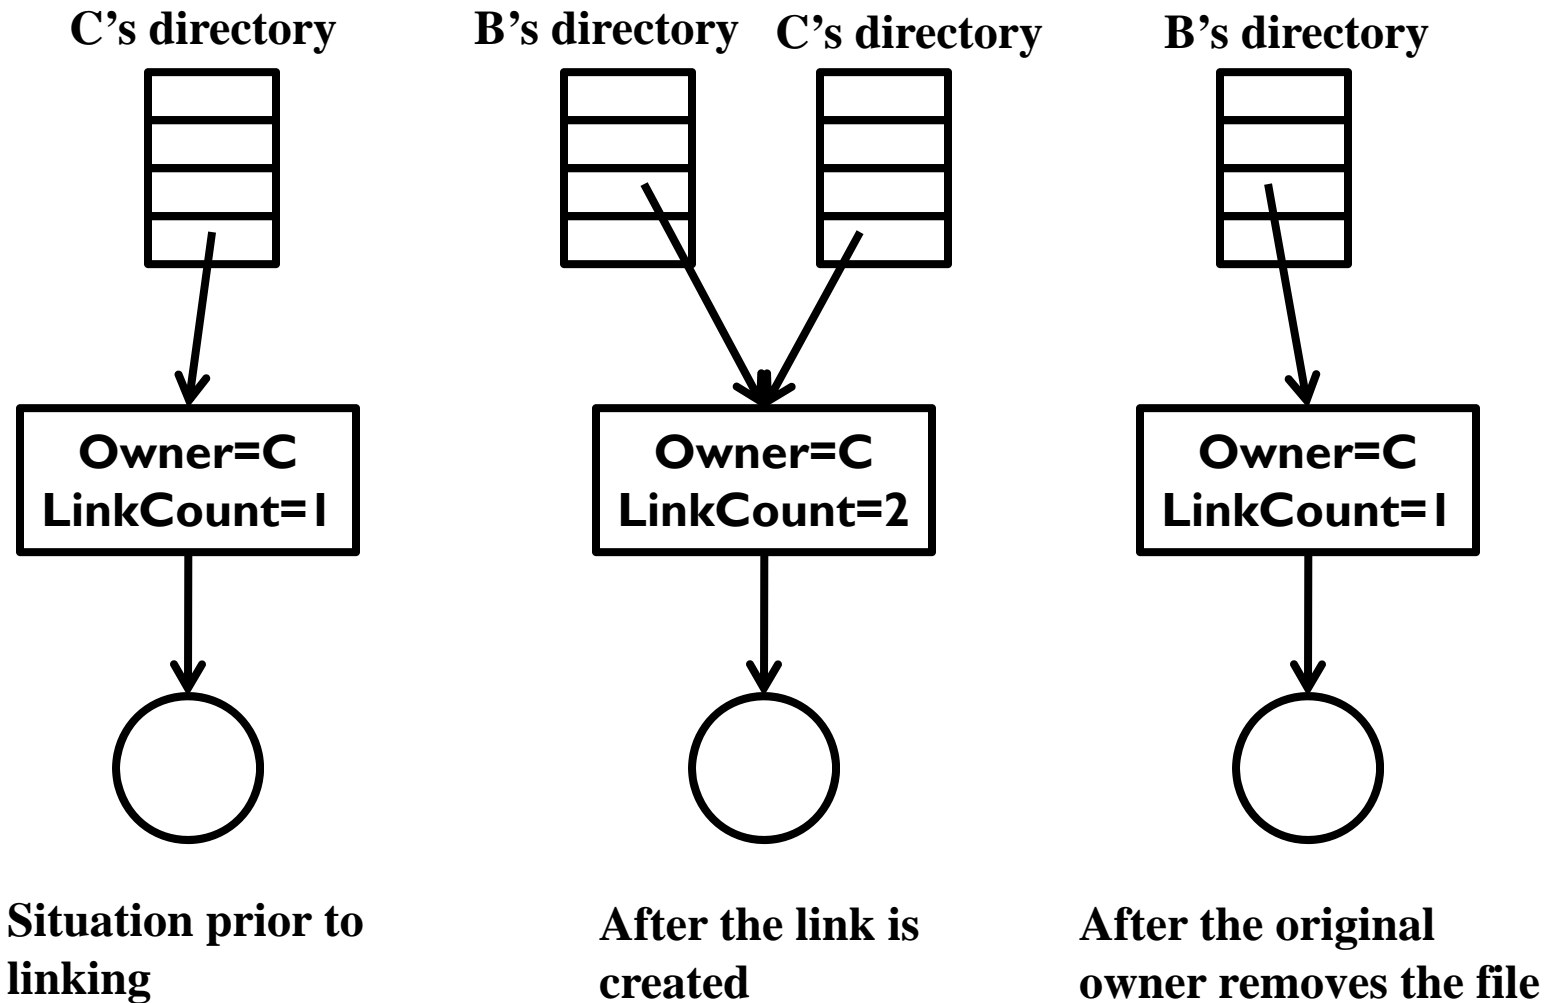 C’s directory
B’s directory
C’s directory
B’s directory
Owner=C
LinkCount=1
Owner=C
LinkCount=2
Owner=C
LinkCount=1
Situation prior to
linking
After the link is
created
After the original
owner removes the file